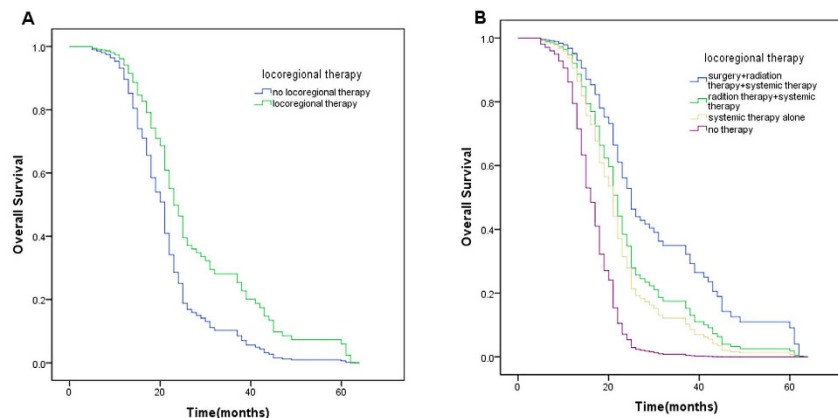 A
locoregional therapy
no locoregional therapy
locoregional therapy
Overall Survival
1.0
0.8
0.6
0.4
0.2
0.0
0
20
40
60
Time(months)
B
locoregional therapy
surgery+radiation
therapy+systemic therapy
radition therapy+systemic
therapy
systemic therapy alone
no therapy
Overall Survival
1.0
0.8
0.6
0.4
0.2
0.0
0
20
40
60
Time(months)